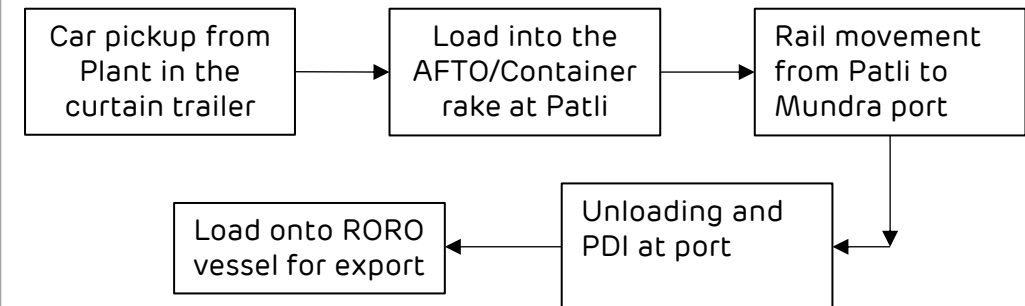 Car pickup from
Plant in the
curtain trailer
Load into the
AFTO/Container
rake at Patli
Rail movement
from Patli to
Mundra port
Unloading and
PDI at port
Load onto RORO
vessel for export